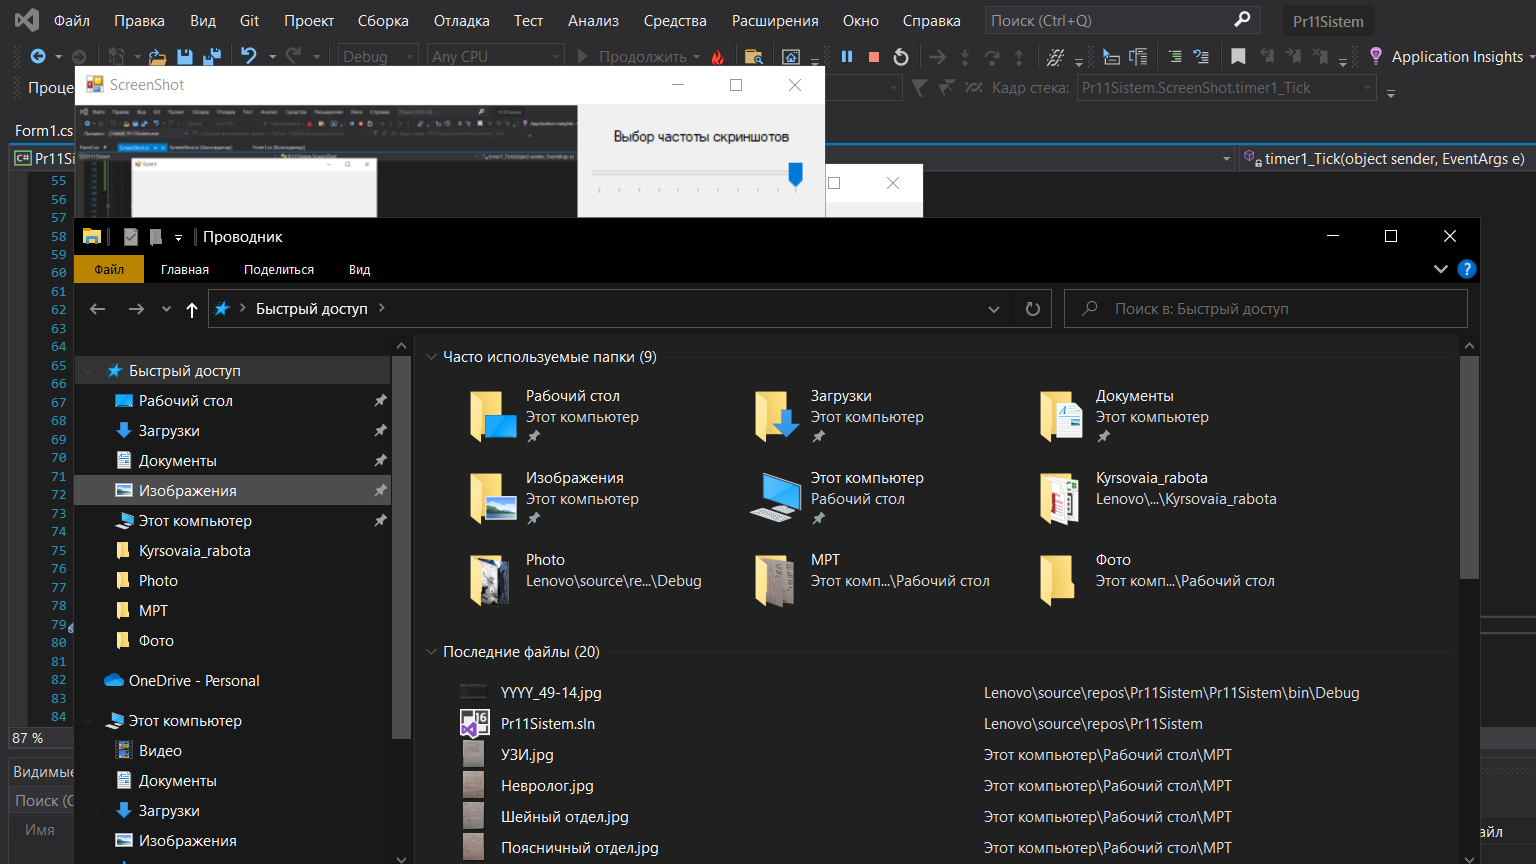 Файл Правка Вид Git Проект Сборка Отладка Тест Анализ Средства Расширения Окно Справка Поиск (Ctrl+Q) Pr11Sistem
Debug Any CPU Продолжить Application Insights
Проце Кадр стека: Pr11Sistem.ScreenShot.timer1_Tick
ScreenShot
Form1.cs
Выбор частоты скриншотов
C# Pr11Si timer1_Tick(object sender, EventArgs e)
55
56
57
58
59
60
61
62
63
64
65
66
67
68
69
70
71
72
73
74
75
76
77
78
79
80
81
82
83
84
87 %
Видимые
Поиск (C
Имя
айл
Проводник
Файл Главная Поделиться Вид
Быстрый доступ Поиск в: Быстрый доступ
Быстрый доступ
Рабочий стол
Загрузки
Документы
Изображения
Этот компьютер
Kyrsovaia_rabota
Photo
МРТ
Фото
OneDrive - Personal
Этот компьютер
Видео
Документы
Загрузки
Изображения
Часто используемые папки (9)
Рабочий стол
Этот компьютер
Загрузки
Этот компьютер
Документы
Этот компьютер
Изображения
Этот компьютер
Этот компьютер
Рабочий стол
Kyrsovaia_rabota
Lenovo\...\Kyrsovaia_rabota
Photo
Lenovo\source\re...\Debug
МРТ
Этот комп...\Рабочий стол
Фото
Этот комп...\Рабочий стол
Последние файлы (20)
YYYY_49-14.jpg Lenovo\source\repos\Pr11Sistem\Pr11Sistem\bin\Debug
Pr11Sistem.sln Lenovo\source\repos\Pr11Sistem
УЗИ.jpg Этот компьютер\Рабочий стол\МРТ
Невролог.jpg Этот компьютер\Рабочий стол\МРТ
Шейный отдел.jpg Этот компьютер\Рабочий стол\МРТ
Поясничный отдел.jpg Этот компьютер\Рабочий стол\МРТ